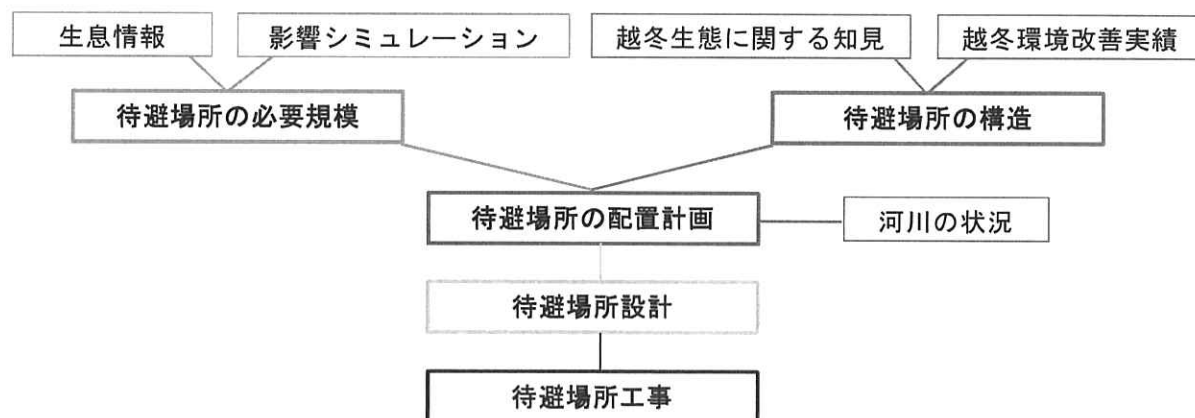 生息情報
影響シミュレーション
越冬生態に関する知見
越冬環境改善実績
待避場所の必要規模
待避場所の構造
待避場所の配置計画
河川の状況
待避場所設計
待避場所工事